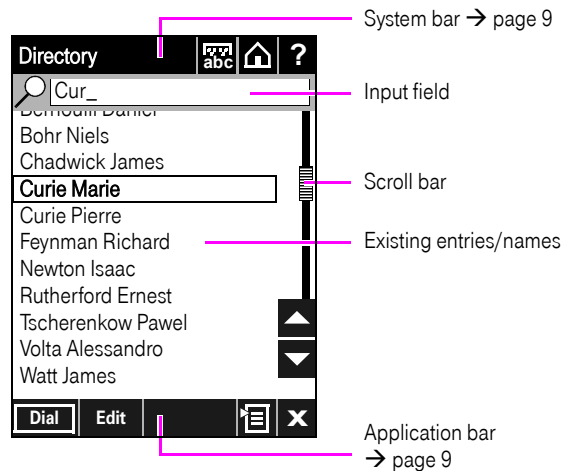 System bar → page 9
Directory abc ?
Cur_
Input field
Bernoulli Daniel
Bohr Niels
Chadwick James
Curie Marie
Scroll bar
Curie Pierre
Feynman Richard
Existing entries/names
Newton Isaac
Rutherford Ernest
Tscherenkow Pawel
Volta Alessandro
Watt James
Dial Edit X
Application bar
→ page 9